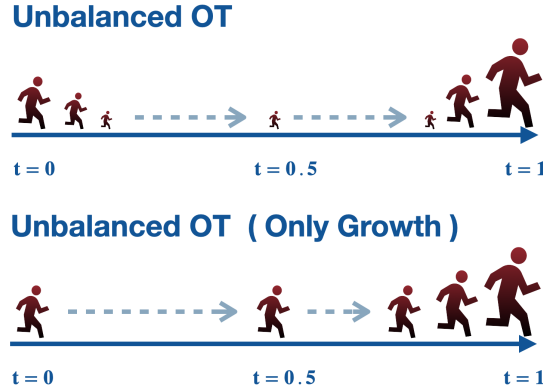 Unbalanced OT
t = 0 t = 0.5 t = 1
Unbalanced OT ( Only Growth )
t = 0 t = 0.5 t = 1